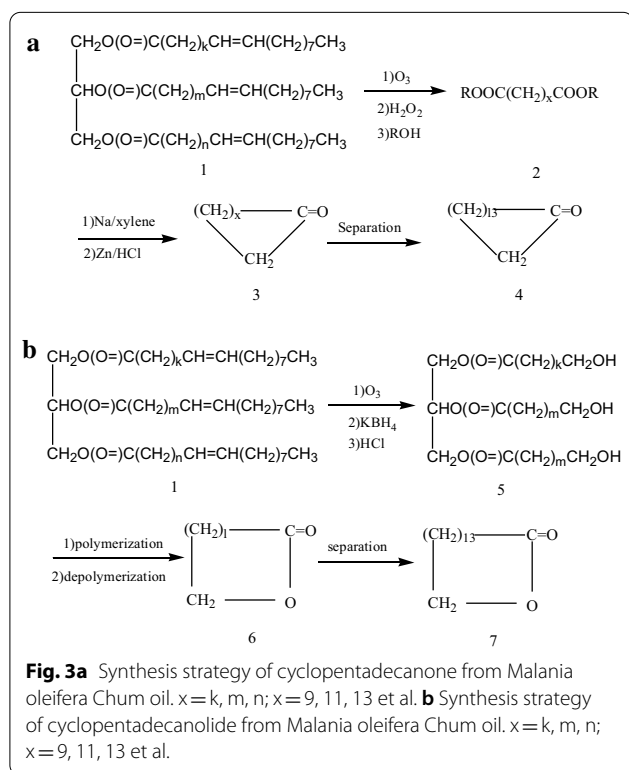 a
CH₂O(O=)C(CH₂)ₖCH=CH(CH₂)₇CH₃
CHO(O=)C(CH₂)ₘCH=CH(CH₂)₇CH₃
CH₂O(O=)C(CH₂)ₙCH=CH(CH₂)₇CH₃
1
1)O₃
2)H₂O₂
3)ROH
ROOC(CH₂)ₓCOOR
2
1)Na/xylene
2)Zn/HCl
(CH₂)ₓ C=O
CH₂
3
Separation
(CH₂)₁₃ C=O
CH₂
4
b
CH₂O(O=)C(CH₂)ₖCH=CH(CH₂)₇CH₃
CHO(O=)C(CH₂)ₘCH=CH(CH₂)₇CH₃
CH₂O(O=)C(CH₂)ₙCH=CH(CH₂)₇CH₃
1
1)O₃
2)KBH₄
3)HCl
CH₂O(O=)C(CH₂)ₖCH₂OH
CHO(O=)C(CH₂)ₘCH₂OH
CH₂O(O=)C(CH₂)ₘCH₂OH
5
1)polymerization
2)depolymerization
(CH₂)ₗ C=O
CH₂ O
6
separation
(CH₂)₁₃ C=O
CH₂ O
7
Fig. 3a Synthesis strategy of cyclopentadecanone from Malania
oleifera Chum oil. x = k, m, n; x = 9, 11, 13 et al. b Synthesis strategy
of cyclopentadecanolide from Malania oleifera Chum oil. x = k, m, n;
x = 9, 11, 13 et al.